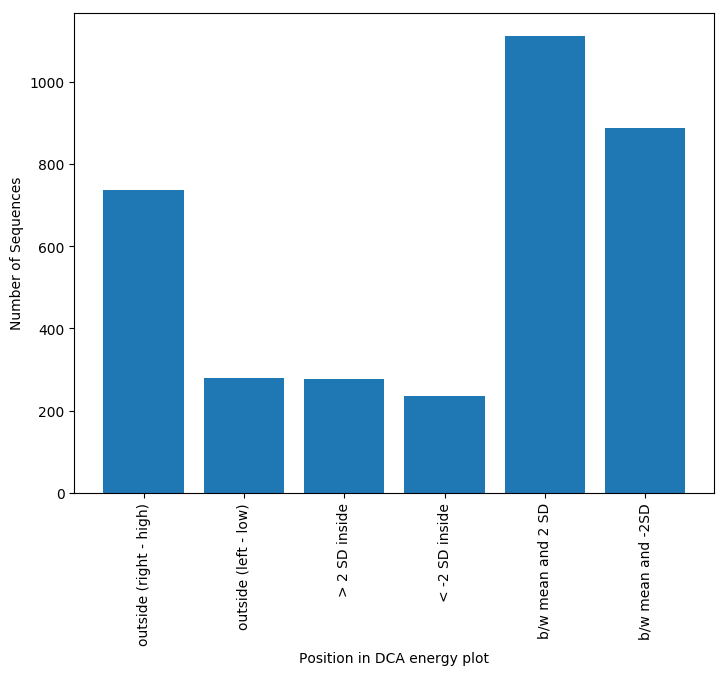 1000
800
600
400
200
0
Number of Sequences
outside (right - high)
outside (left - low)
> 2 SD inside
< -2 SD inside
b/w mean and 2 SD
b/w mean and -2SD
Position in DCA energy plot